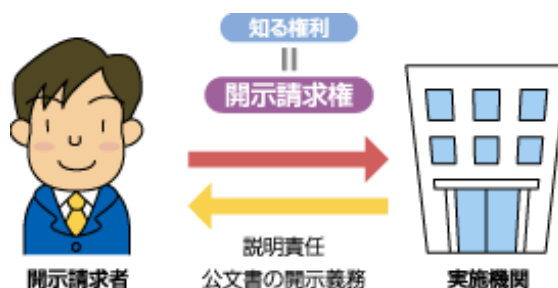 知る権利
=
開示請求権
説明責任
公文書の開示義務
開示請求者
実施機関